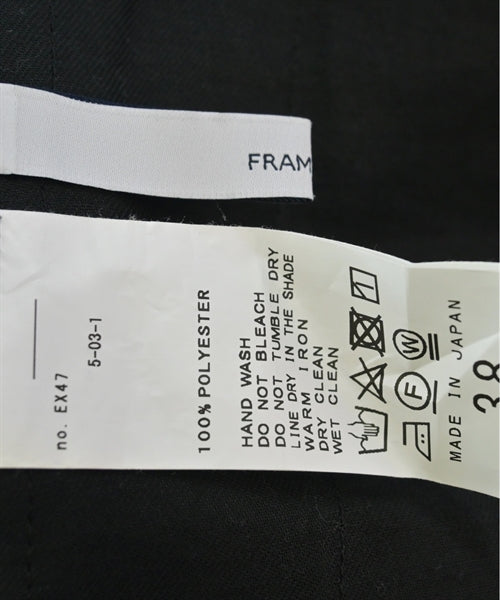 FRAM
no. EX47
5-03-1
100% POLYESTER
HAND WASH
DO NOT BLEACH
DO NOT TUMBLE DRY
LINE DRY IN THE SHADE
WARM IRON
DRY CLEAN
WET CLEAN
F
W
MADE IN JAPAN
38